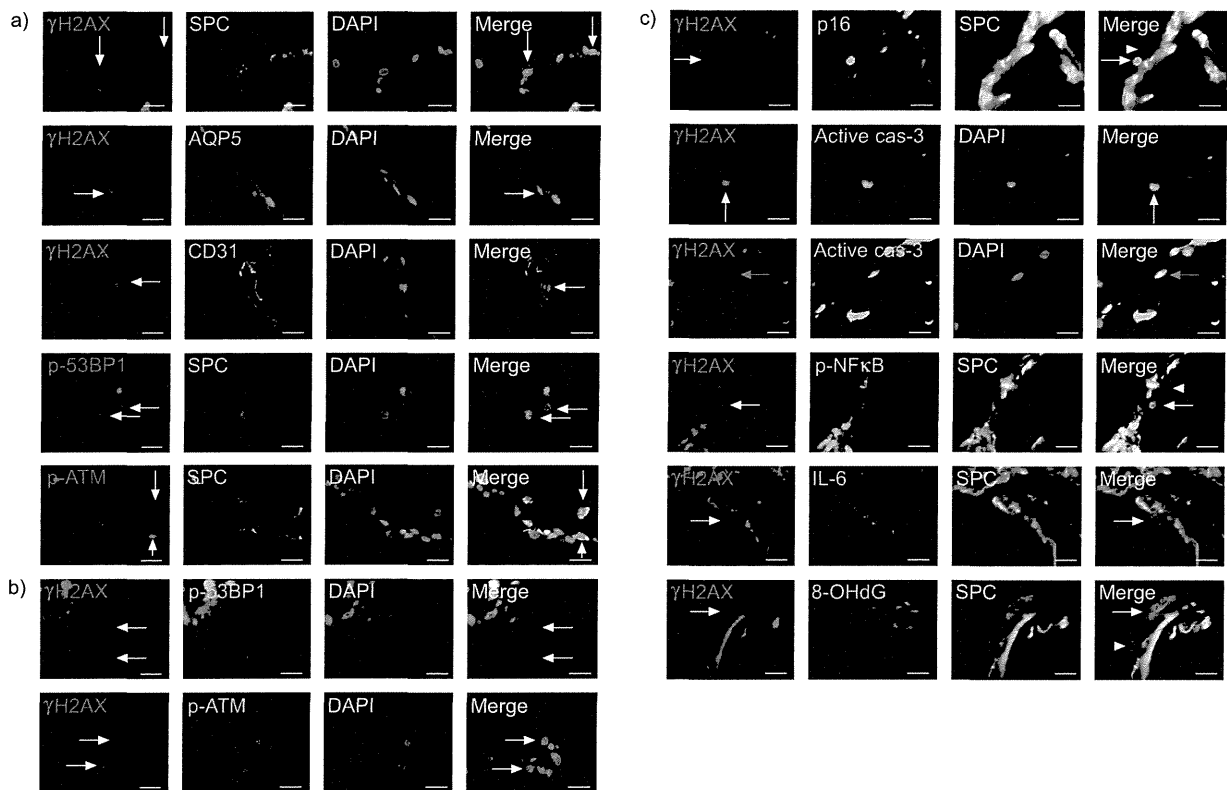 a)
γH2AX SPC DAPI Merge
γH2AX AQP5 DAPI Merge
γH2AX CD31 DAPI Merge
p-53BP1 SPC DAPI Merge
p-ATM SPC DAPI Merge
b)
γH2AX p-53BP1 DAPI Merge
γH2AX p-ATM DAPI Merge
c)
γH2AX p16 SPC Merge
γH2AX Active cas-3 DAPI Merge
γH2AX Active cas-3 DAPI Merge
γH2AX p-NFκB SPC Merge
γH2AX IL-6 SPC Merge
γH2AX 8-OHdG SPC Merge